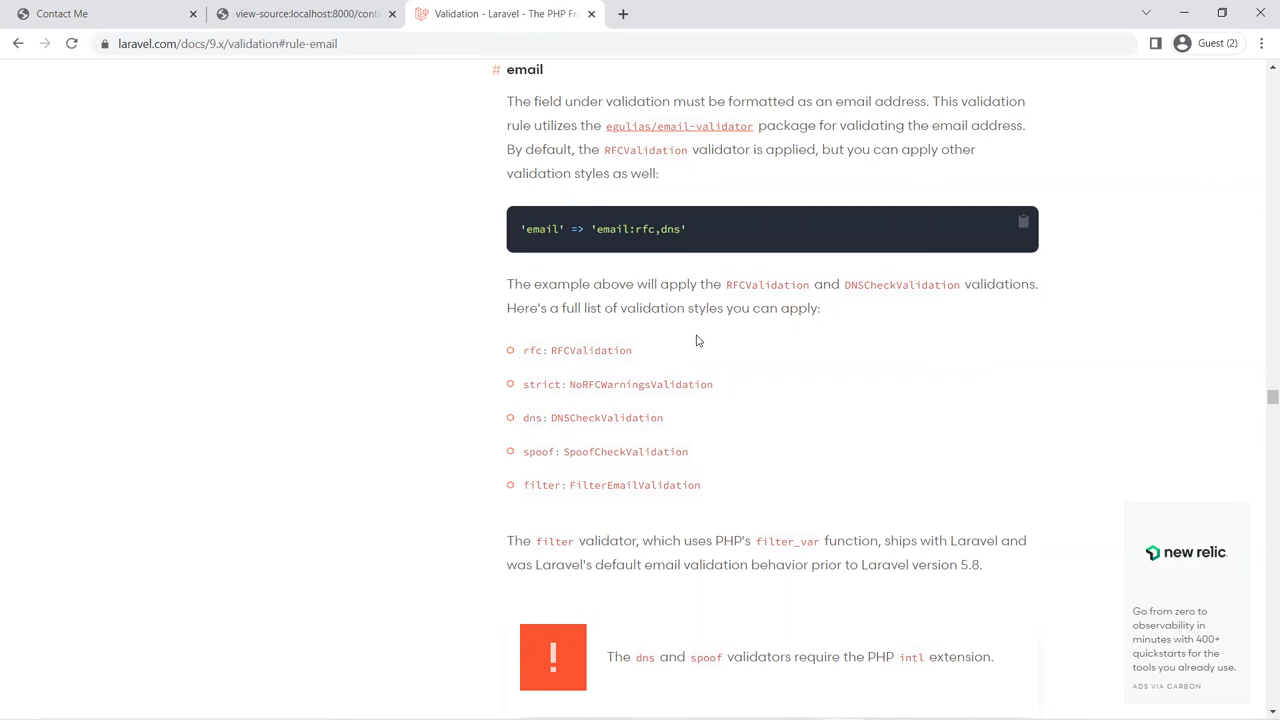 Contact Me
view-source:localhost:8000/conta
Validation - Laravel - The PHP Fr
laravel.com/docs/9.x/validation#rule-email
Guest (2)
# email
The field under validation must be formatted as an email address. This validation
rule utilizes the egulias/email-validator package for validating the email address.
By default, the RFCValidation validator is applied, but you can apply other
validation styles as well:
'email' => 'email:rfc,dns'
The example above will apply the RFCValidation and DNSCheckValidation validations.
Here's a full list of validation styles you can apply:
rfc: RFCValidation
strict: NoRFCWarningsValidation
dns: DNSCheckValidation
spoof: SpoofCheckValidation
filter: FilterEmailValidation
The filter validator, which uses PHP's filter_var function, ships with Laravel and
was Laravel's default email validation behavior prior to Laravel version 5.8.
! The dns and spoof validators require the PHP intl extension.
new relic
Go from zero to
observability in
minutes with 400+
quickstarts for the
tools you already use.
ADS VIA CARBON